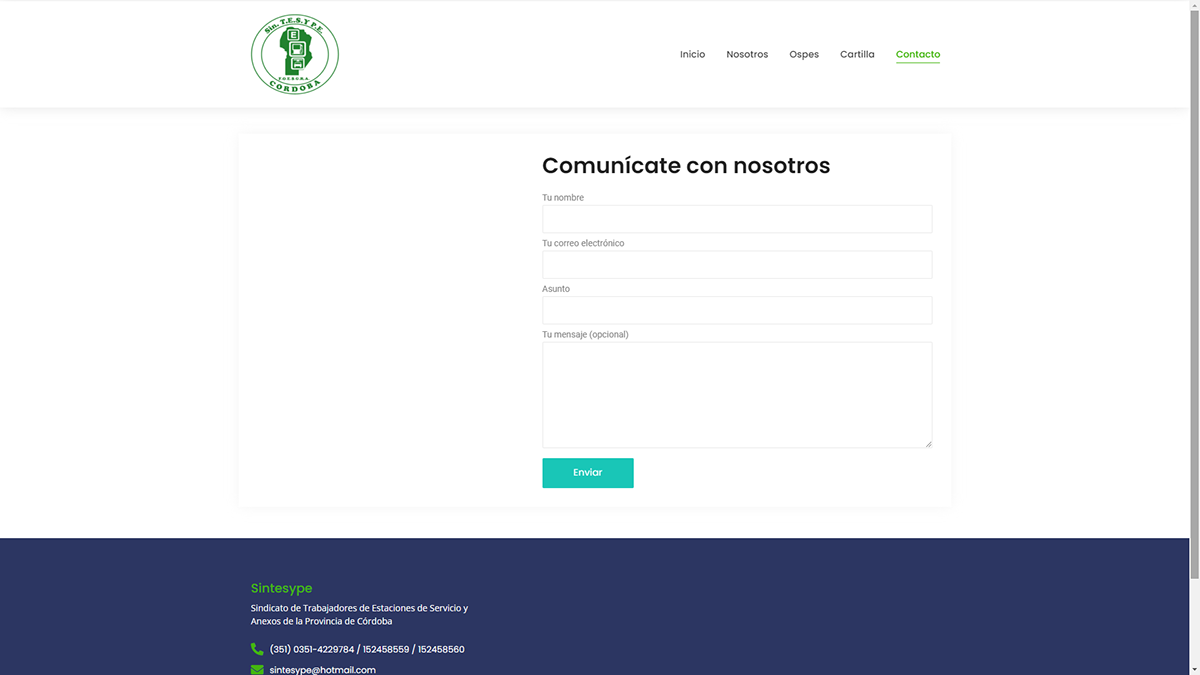 Sin. T.E.S.Y P.E.
E
CORDOBA
Inicio
Nosotros
Ospes
Cartilla
Contacto
Comunícate con nosotros
Tu nombre
Tu correo electrónico
Asunto
Tu mensaje (opcional)
Enviar
Sintesype
Sindicato de Trabajadores de Estaciones de Servicio y
Anexos de la Provincia de Córdoba
(351) 0351-4229784 / 152458559 / 152458560
sintesype@hotmail.com